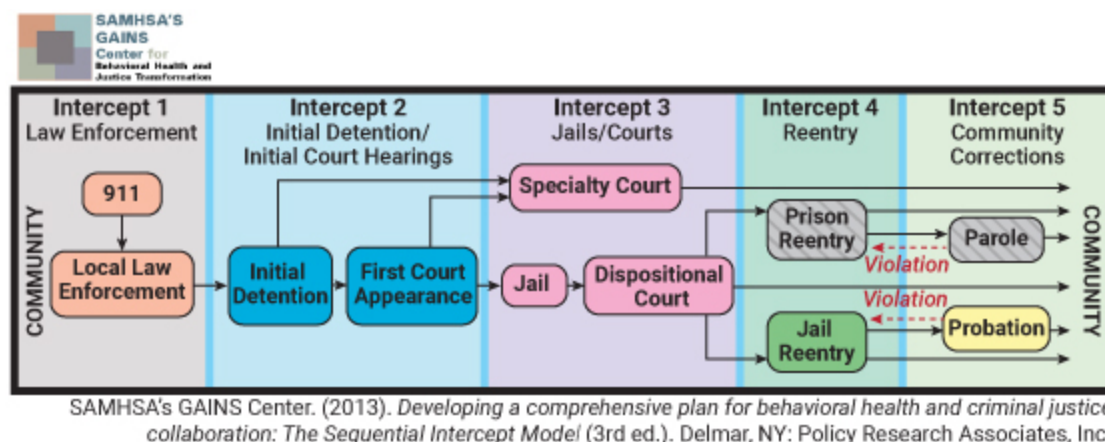 SAMHSA'S
GAINS
Center for
Behavioral Health and
Justice Transformation
Intercept 1
Law Enforcement
Intercept 2
Initial Detention/
Initial Court Hearings
Intercept 3
Jails/Courts
Intercept 4
Reentry
Intercept 5
Community
Corrections
COMMUNITY
911
Local Law
Enforcement
Initial
Detention
First Court
Appearance
Specialty Court
Jail
Dispositional
Court
Prison
Reentry
Violation
Parole
Violation
Jail
Reentry
Probation
COMMUNITY
SAMHSA's GAINS Center. (2013). Developing a comprehensive plan for behavioral health and criminal justice
collaboration: The Sequential Intercept Model (3rd ed.). Delmar, NY: Policy Research Associates, Inc